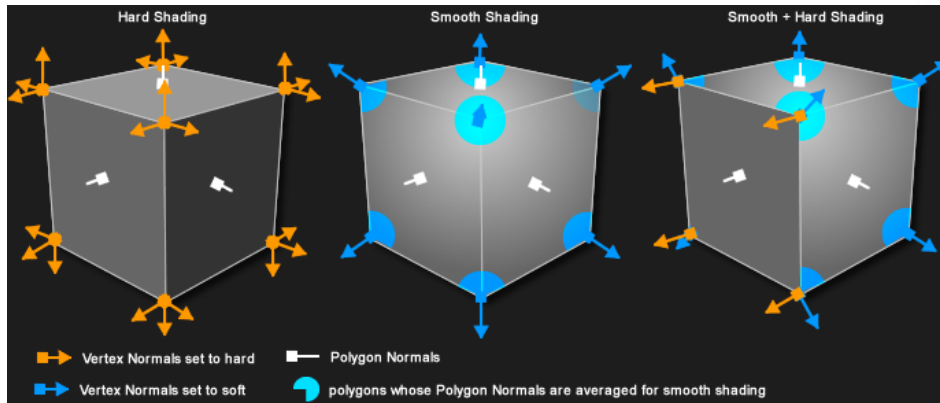 Hard Shading
Smooth Shading
Smooth + Hard Shading
Vertex Normals set to hard
Polygon Normals
Vertex Normals set to soft
polygons whose Polygon Normals are averaged for smooth shading